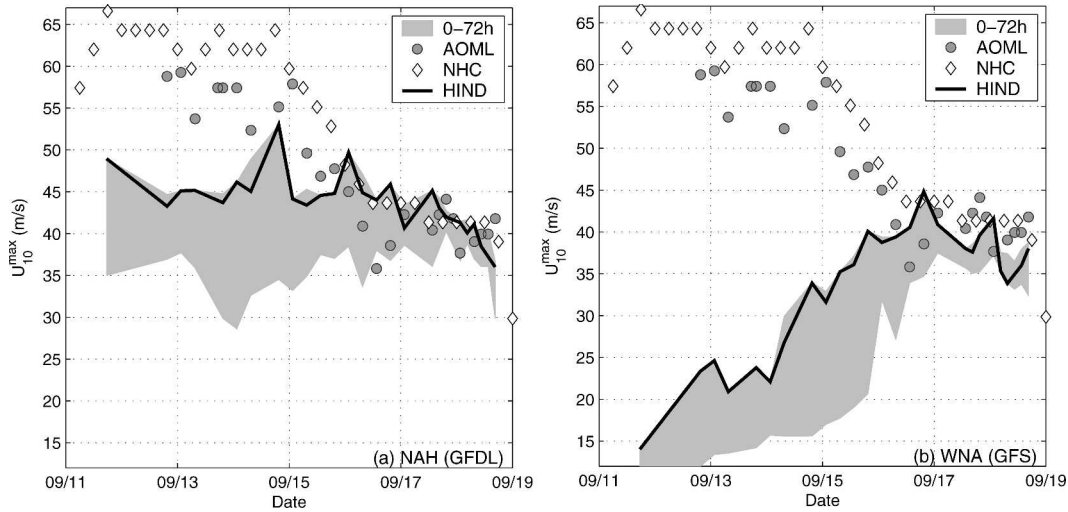 65
60
55
50
45
40
35
30
25
20
15
U10max (m/s)
0−72h
AOML
NHC
HIND
(a) NAH (GFDL)
09/11
09/13
09/15
09/17
09/19
Date
65
60
55
50
45
40
35
30
25
20
15
U10max (m/s)
0−72h
AOML
NHC
HIND
(b) WNA (GFS)
09/11
09/13
09/15
09/17
09/19
Date